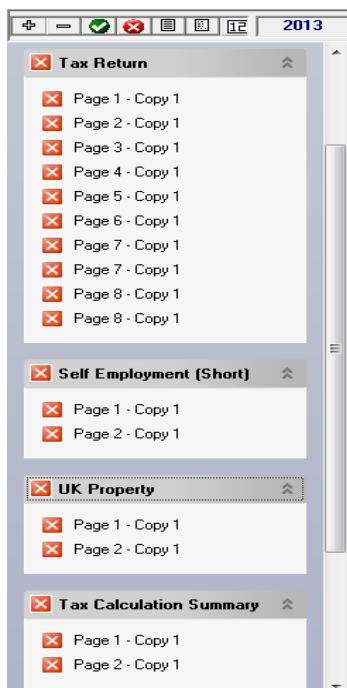 12 2013
Tax Return
Page 1 - Copy 1
Page 2 - Copy 1
Page 3 - Copy 1
Page 4 - Copy 1
Page 5 - Copy 1
Page 6 - Copy 1
Page 7 - Copy 1
Page 7 - Copy 1
Page 8 - Copy 1
Page 8 - Copy 1
Self Employment (Short)
Page 1 - Copy 1
Page 2 - Copy 1
UK Property
Page 1 - Copy 1
Page 2 - Copy 1
Tax Calculation Summary
Page 1 - Copy 1
Page 2 - Copy 1